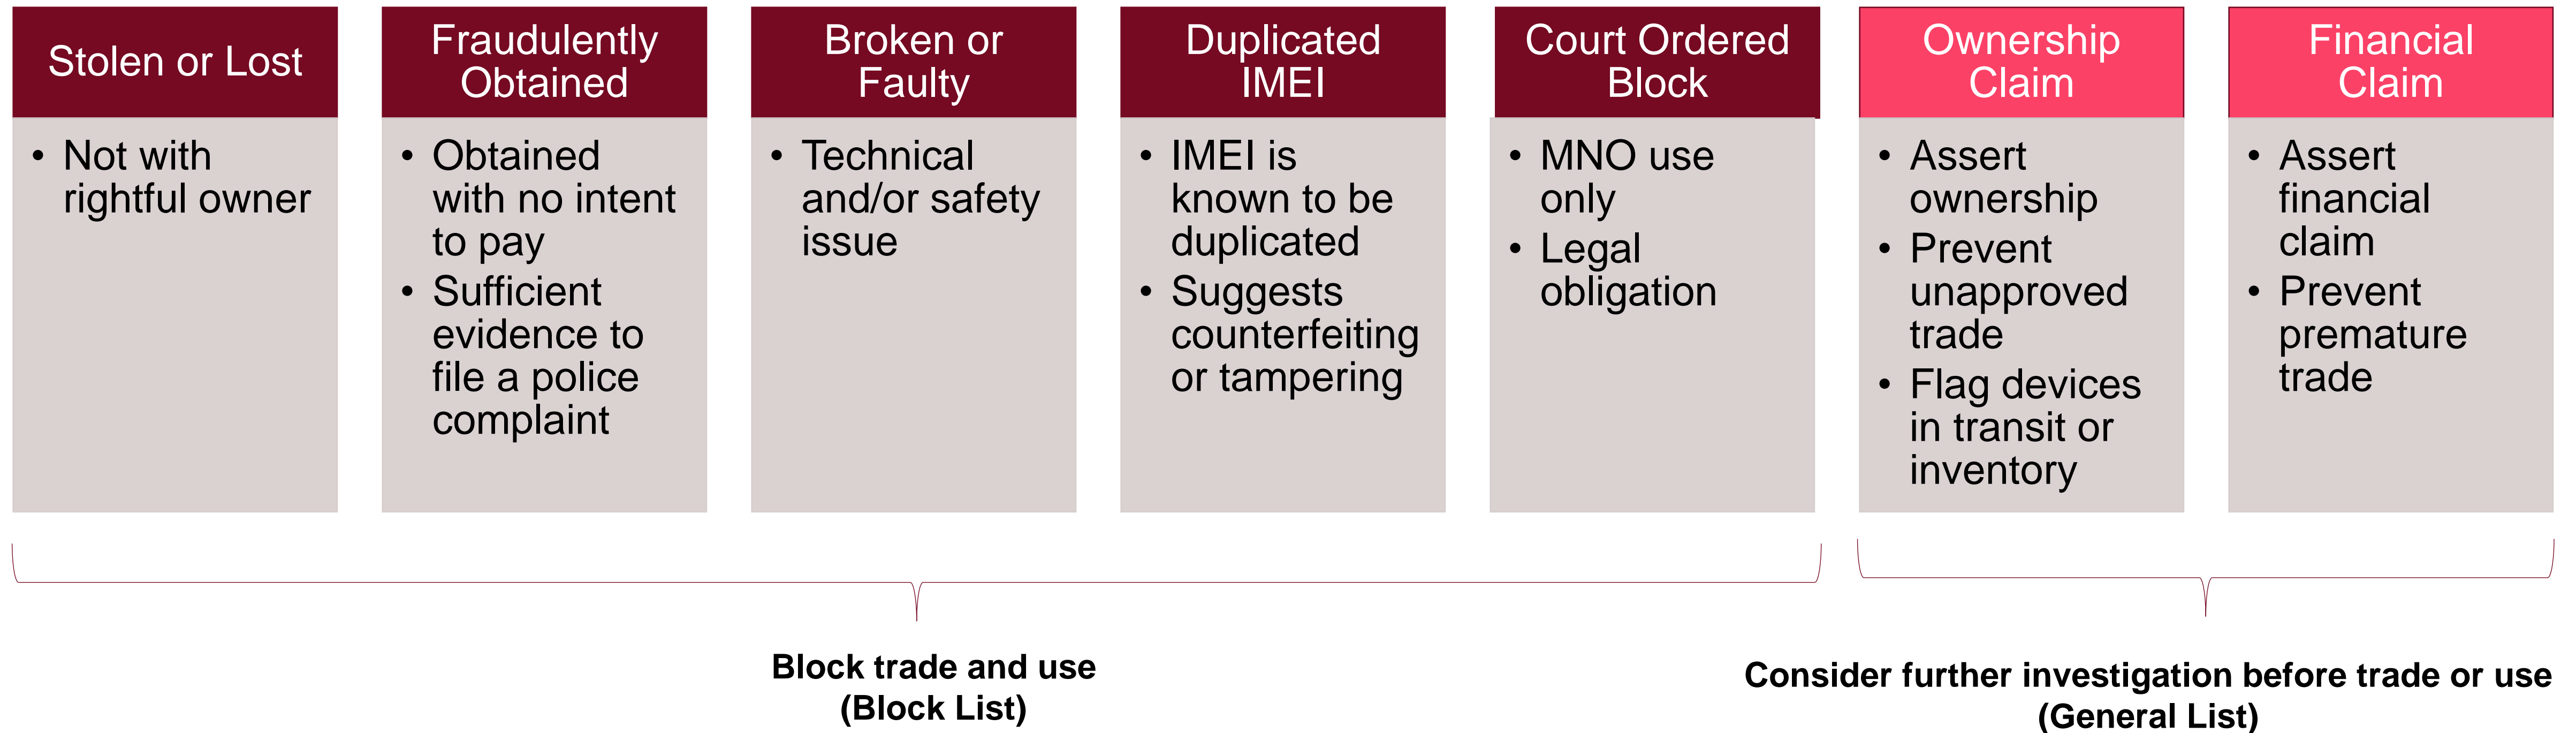 Stolen or Lost
• Not with
rightful owner
Fraudulently
Obtained
• Obtained
with no intent
to pay
• Sufficient
evidence to
file a police
complaint
Broken or
Faulty
• Technical
and/or safety
issue
Duplicated
IMEI
• IMEI is
known to be
duplicated
• Suggests
counterfeiting
or tampering
Court Ordered
Block
• MNO use
only
• Legal
obligation
Ownership
Claim
• Assert
ownership
• Prevent
unapproved
trade
• Flag devices
in transit or
inventory
Financial
Claim
• Assert
financial
claim
• Prevent
premature
trade
Block trade and use
(Block List)
Consider further investigation before trade or use
(General List)